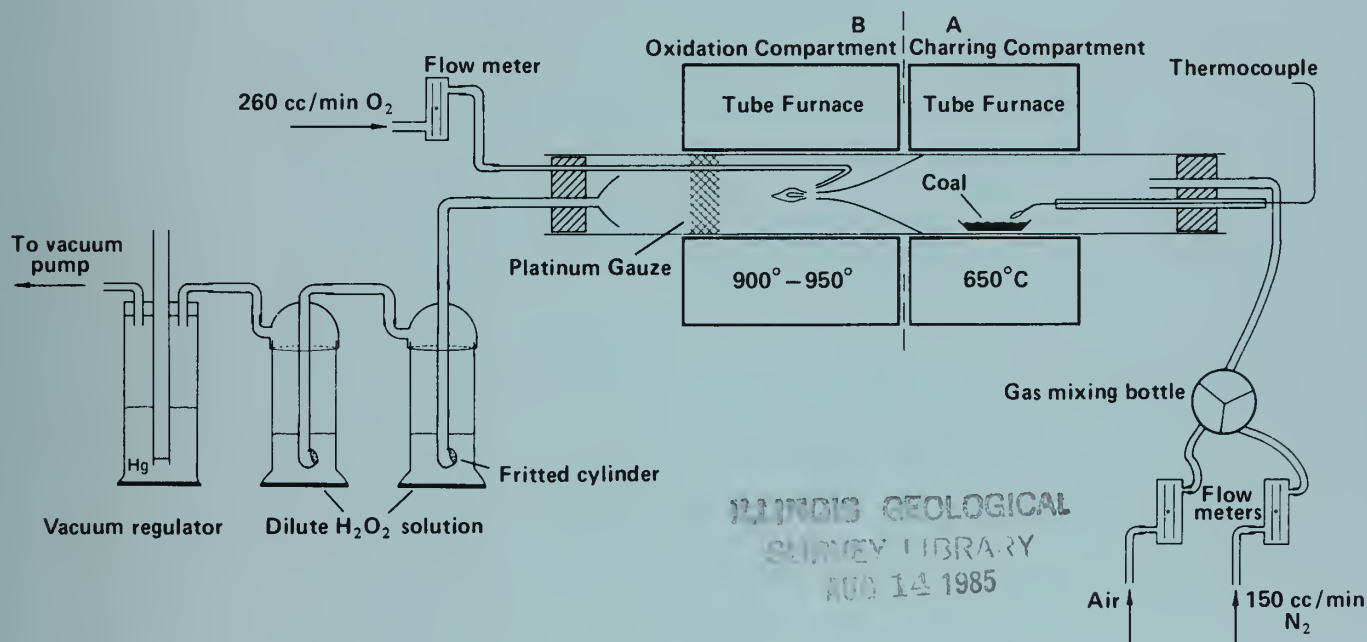 B
A
Oxidation Compartment
Charring Compartment
Flow meter
Thermocouple
260 cc/min O₂
Tube Furnace
Tube Furnace
Coal
To vacuum
pump
Platinum Gauze
900°–950°
650°C
Gas mixing bottle
Hg
Fritted cylinder
Flow
meters
Vacuum regulator
Dilute H₂O₂ solution
ILLINOIS GEOLOGICAL
SURVEY LIBRARY
AUG 14 1985
Air
150 cc/min
N₂